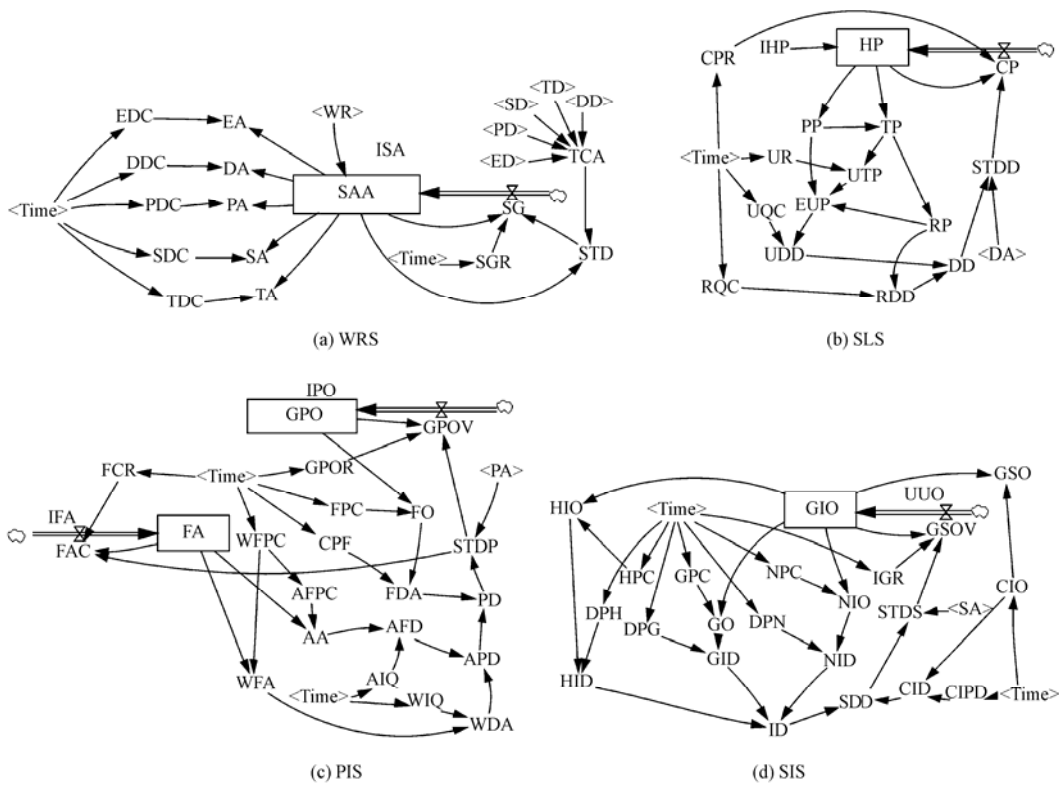 EDC
EA
<WR>
ISA
<TD>
<SD>
<DD>
<PD>
TCA
<ED>
DDC
DA
SAA
<Time>
PDC
PA
SG
SDC
SA
<Time>
SGR
STD
TDC
TA
(a) WRS
CPR
IHP
HP
CP
PP
TP
<Time>
UR
UTP
STDD
UQC
EUP
RP
UDD
DD
<DA>
RQC
RDD
(b) SLS
IPO
GPO
GPOV
FCR
<Time>
GPOR
<PA>
IFA
FA
FPC
FO
FAC
WFPC
CPF
STDP
AFPC
FDA
PD
AA
AFD
APD
WFA
<Time>
AIQ
WIQ
WDA
(c) PIS
GSO
HIO
<Time>
GIO
UUO
GSOV
HPC
GPC
NPC
IGR
CIO
DPH
NIO
STDS
<SA>
DPG
GO
DPN
GID
NID
HID
SDD
CID
CIPD
<Time>
ID
(d) SIS